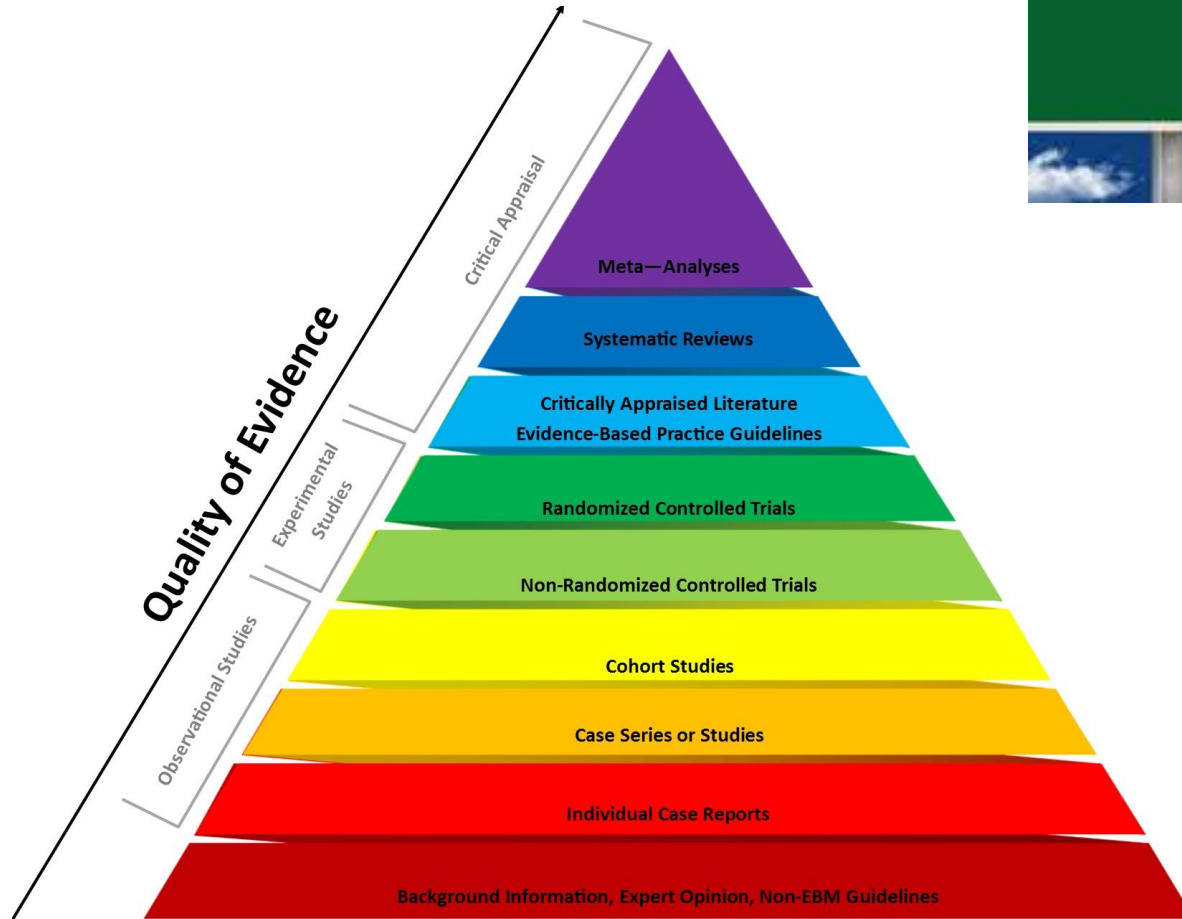 Quality of Evidence
Critical Appraisal
Experimental
Studies
Observational Studies
Meta—Analyses
Systematic Reviews
Critically Appraised Literature
Evidence-Based Practice Guidelines
Randomized Controlled Trials
Non-Randomized Controlled Trials
Cohort Studies
Case Series or Studies
Individual Case Reports
Background Information, Expert Opinion, Non-EBM Guidelines